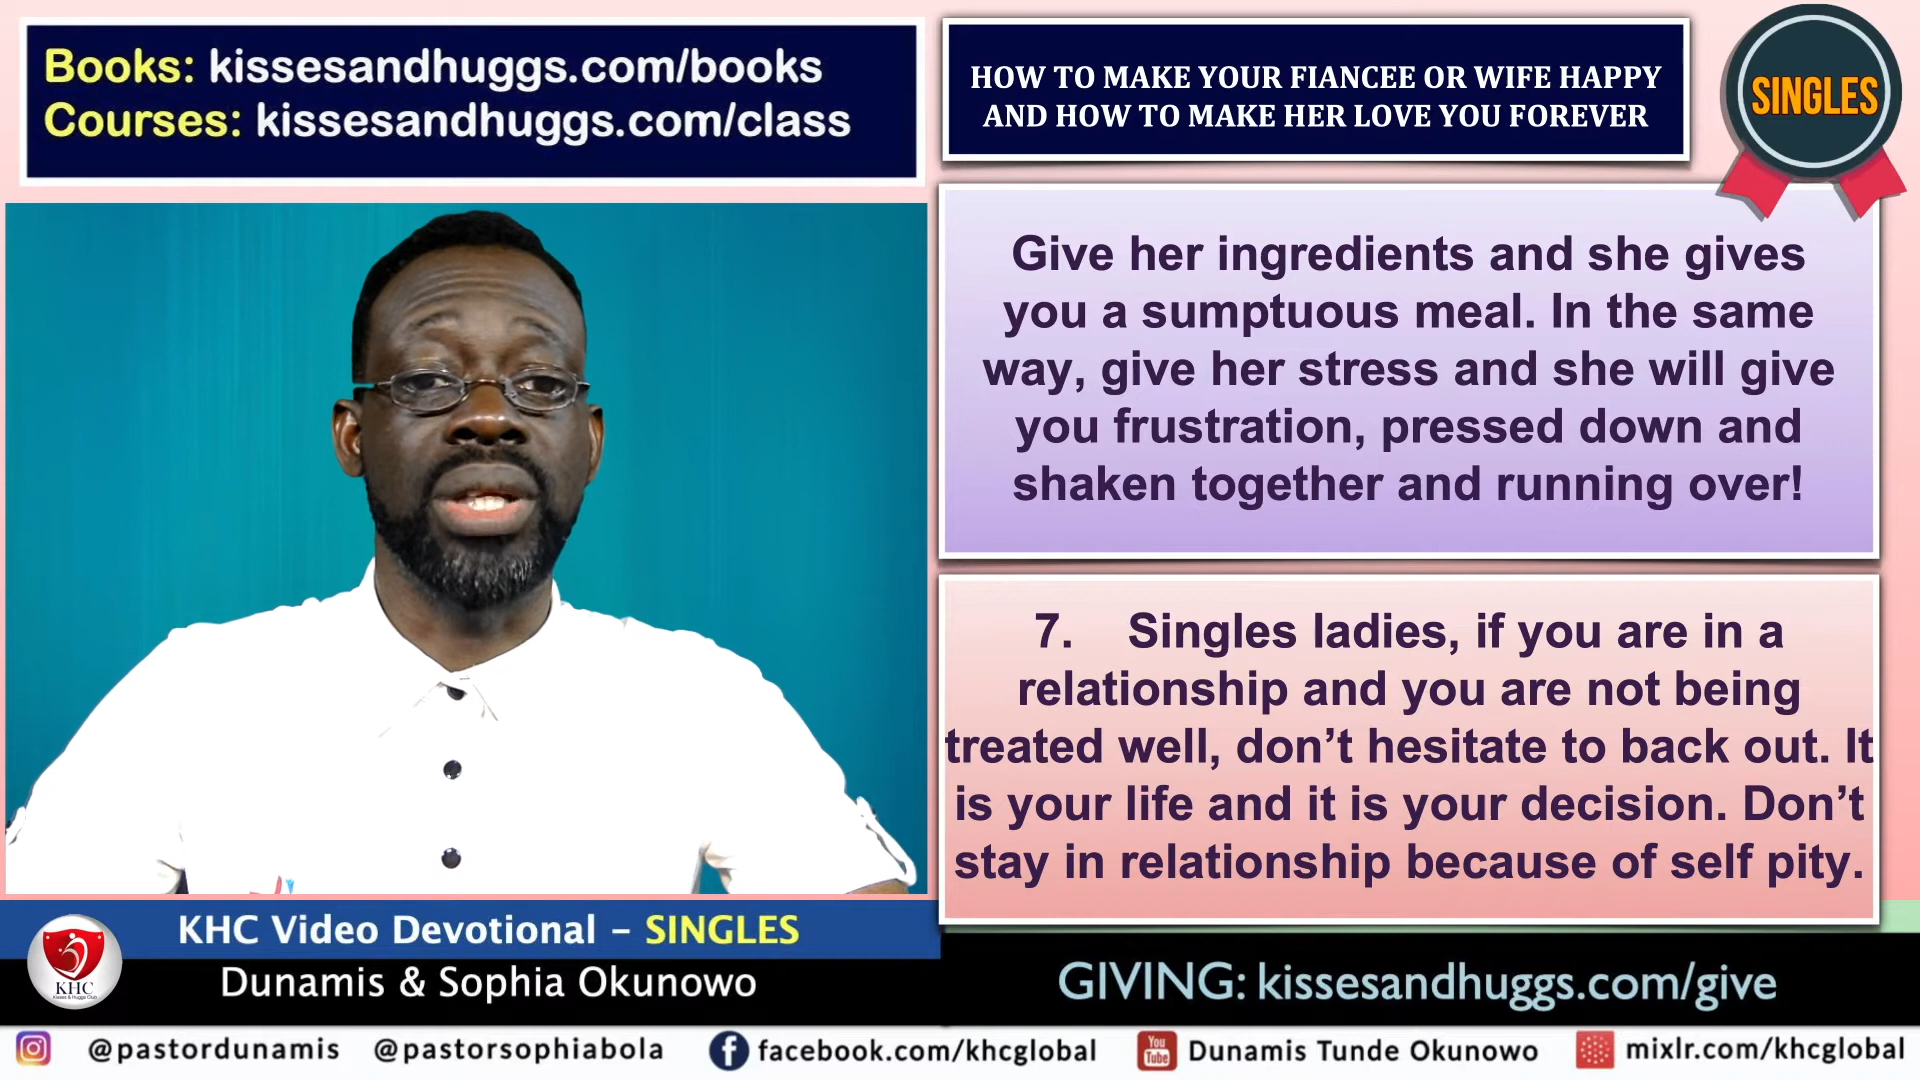 Books: kissesandhuggs.com/books
Courses: kissesandhuggs.com/class
HOW TO MAKE YOUR FIANCEE OR WIFE HAPPY
AND HOW TO MAKE HER LOVE YOU FOREVER
SINGLES
Give her ingredients and she gives
you a sumptuous meal. In the same
way, give her stress and she will give
you frustration, pressed down and
shaken together and running over!
7. Singles ladies, if you are in a
relationship and you are not being
treated well, don’t hesitate to back out. It
is your life and it is your decision. Don’t
stay in relationship because of self pity.
KHC Video Devotional – SINGLES
Dunamis & Sophia Okunowo
KHC
Kisses & Huggs Club
GIVING: kissesandhuggs.com/give
@pastordunamis @pastorsophiabola facebook.com/khcglobal You Tube Dunamis Tunde Okunowo mixlr.com/khcglobal